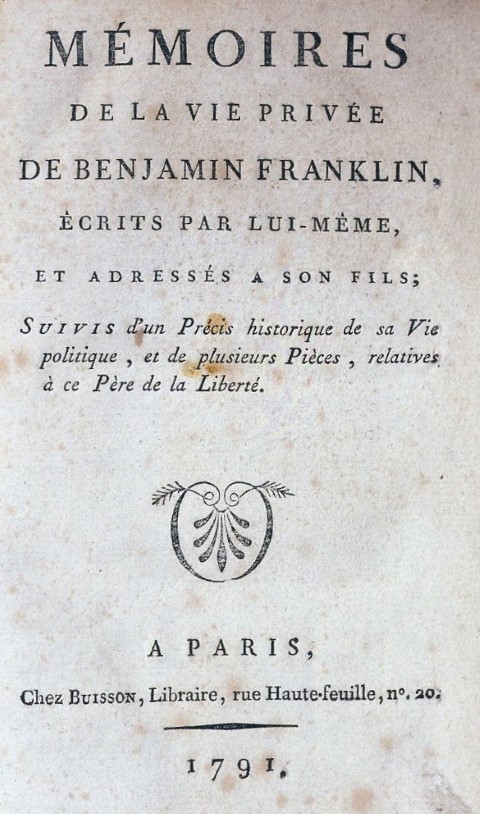 MÉMOIRES
DE LA VIE PRIVÉE
DE BENJAMIN FRANKLIN,
ÉCRITS PAR LUI-MÊME,
ET ADRESSÉS A SON FILS;
SUIVIS d'un Précis historique de sa Vie
politique, et de plusieurs Pièces, relatives
à ce Père de la Liberté.
A PARIS,
Chez BUISSON, Libraire, rue Haute-feuille, nº. 20.
1791.